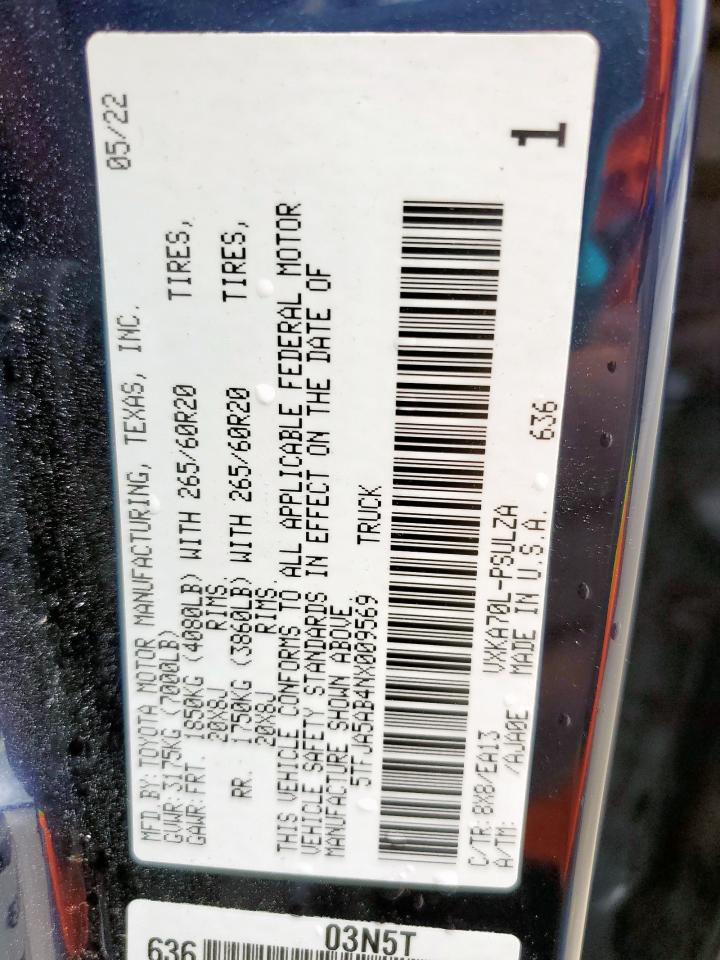 MFD. BY: TOYOTA MOTOR MANUFACTURING, TEXAS, INC. 05/22
GVWR: 3175KG (7000LB)
GAWR: FRT. 1850KG (4080LB) WITH 265/60R20 TIRES,
20X8J RIMS
RR. 1750KG (3860LB) WITH 265/60R20 TIRES,
20X8J RIMS.
THIS VEHICLE CONFORMS TO ALL APPLICABLE FEDERAL MOTOR
VEHICLE SAFETY STANDARDS IN EFFECT ON THE DATE OF
MANUFACTURE SHOWN ABOVE.
5TFJA5AB4NX009569 TRUCK
C/TR: 8X8/EA13 VXKA70L-PSULZA 636
A/TM: /AJA0E MADE IN U.S.A.
1
03N5T
636